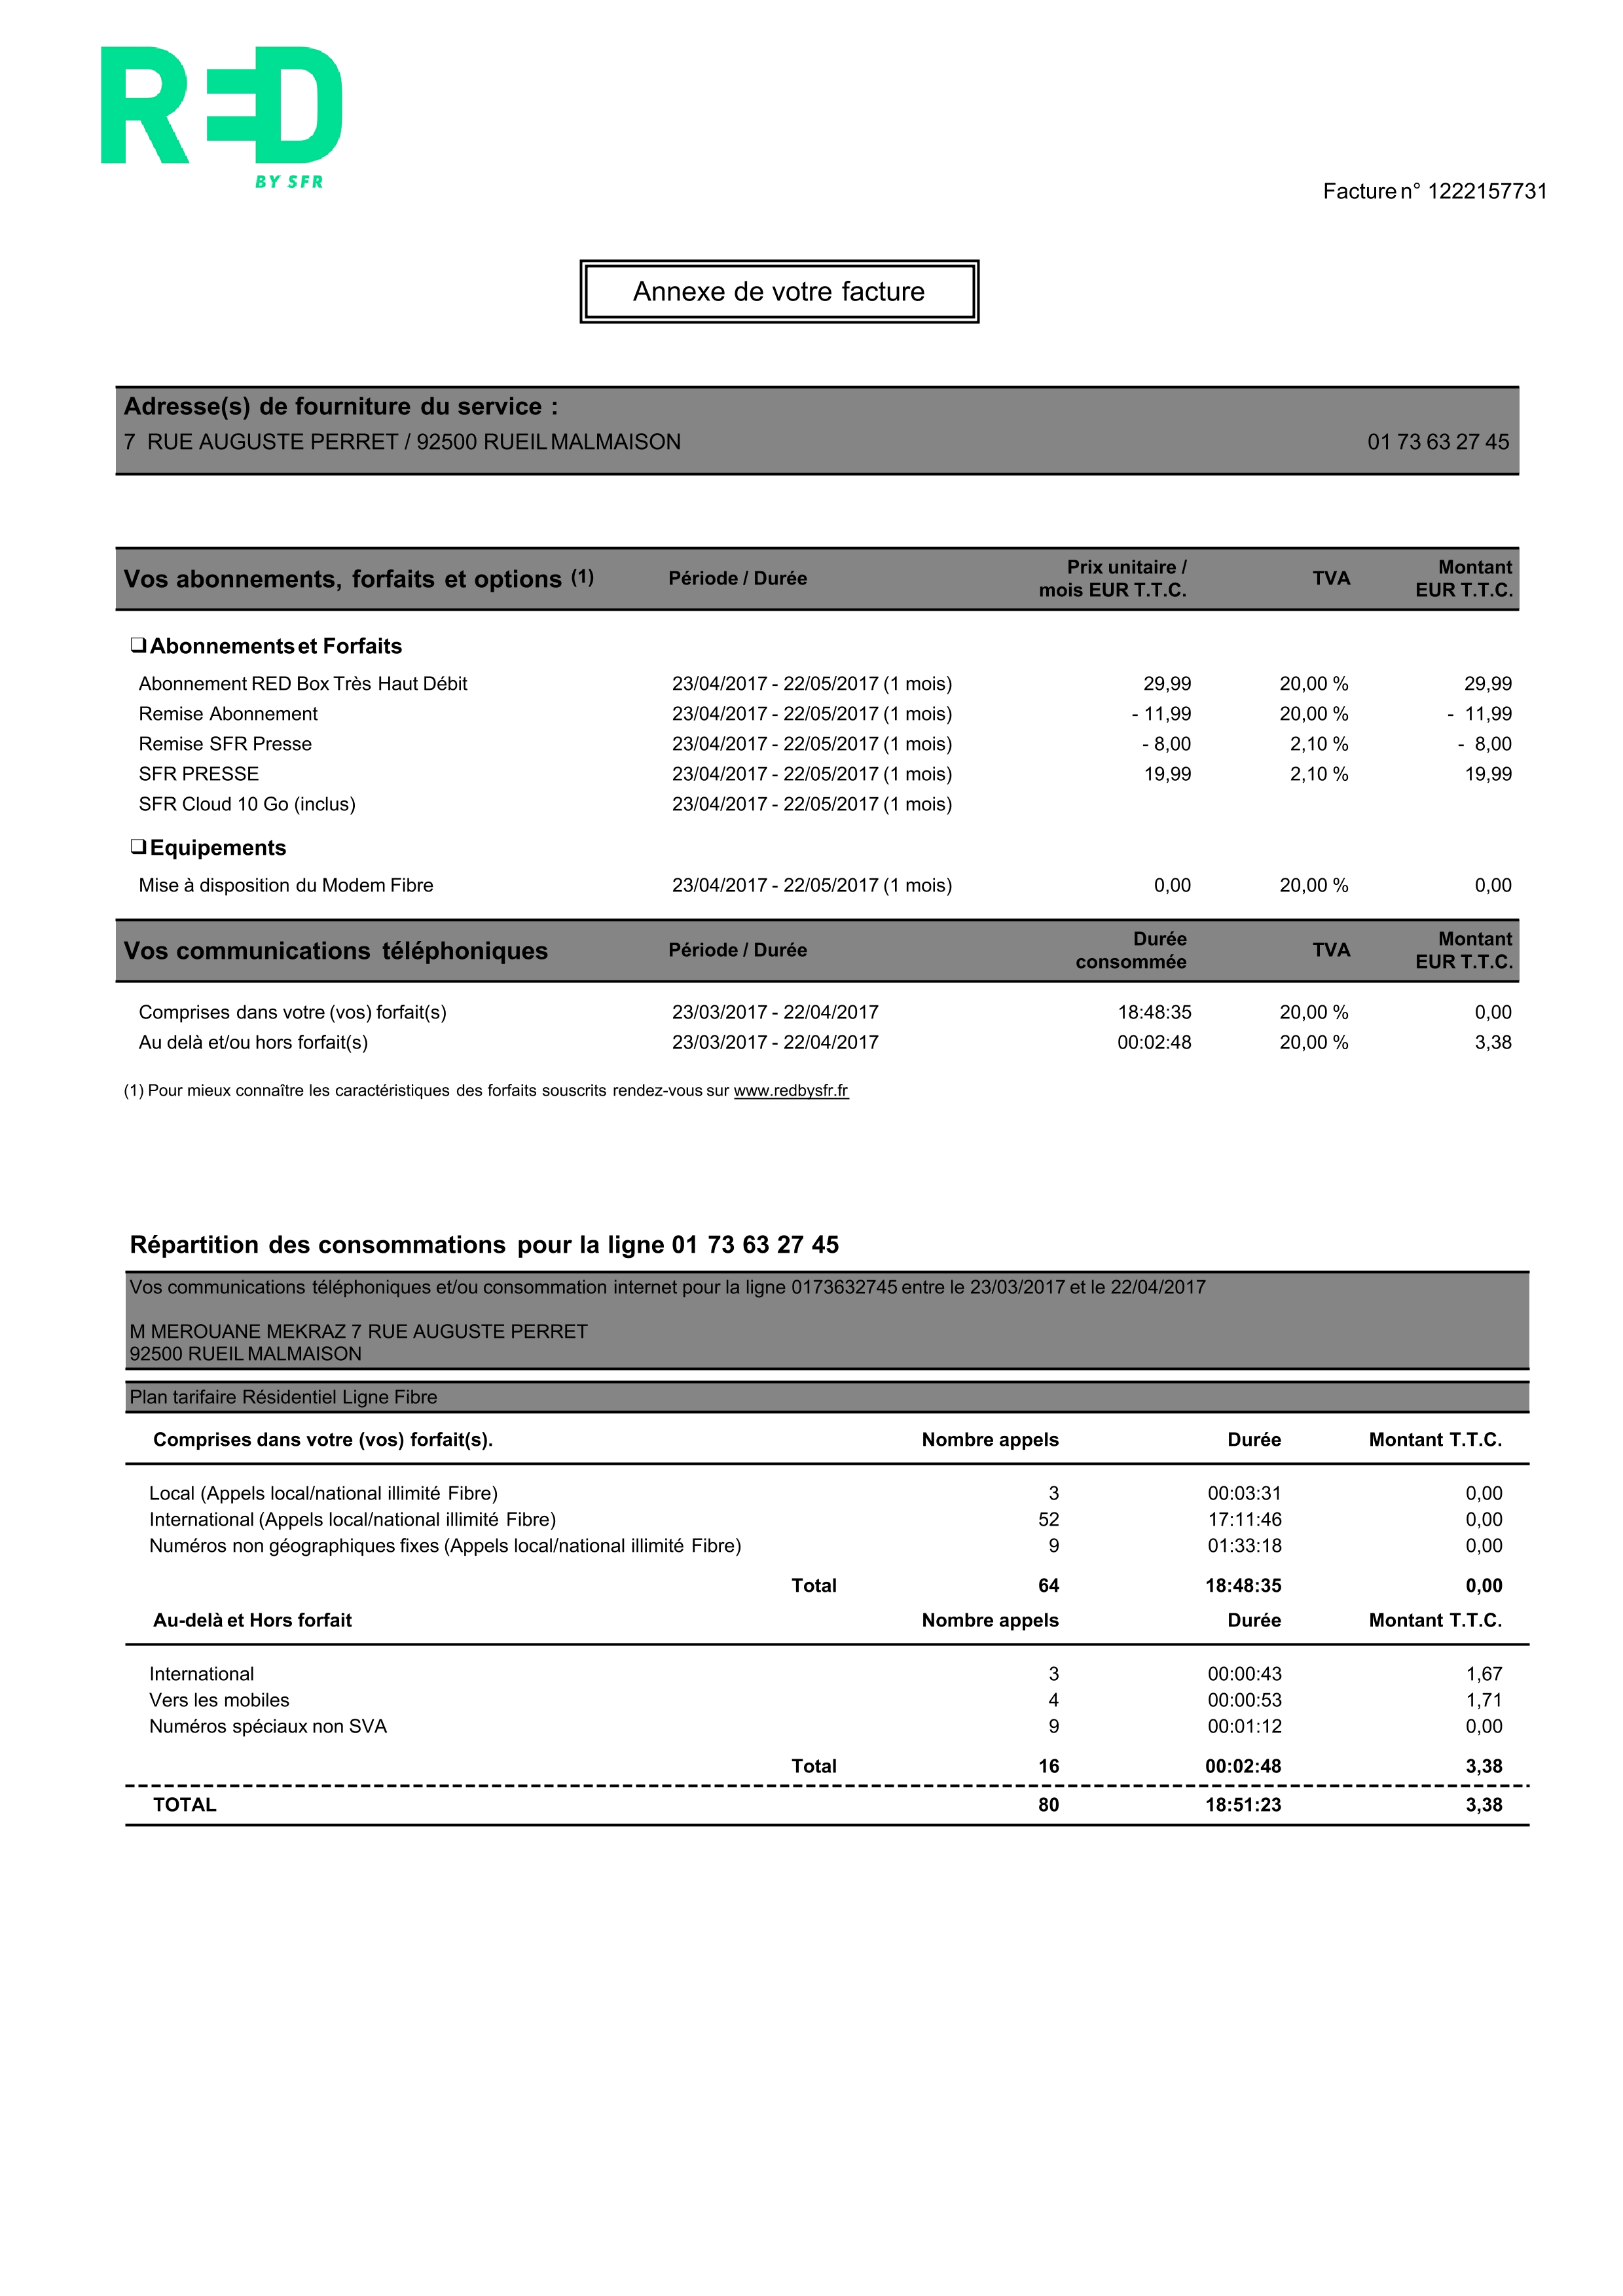 RED
BY SFR
Facture n° 1222157731
Annexe de votre facture
Adresse(s) de fourniture du service :
7 RUE AUGUSTE PERRET / 92500 RUEIL MALMAISON 01 73 63 27 45
Vos abonnements, forfaits et options (1) Période / Durée Prix unitaire / mois EUR T.T.C. TVA Montant EUR T.T.C.
❑ Abonnements et Forfaits
Abonnement RED Box Très Haut Débit 23/04/2017 - 22/05/2017 (1 mois) 29,99 20,00 % 29,99
Remise Abonnement 23/04/2017 - 22/05/2017 (1 mois) - 11,99 20,00 % - 11,99
Remise SFR Presse 23/04/2017 - 22/05/2017 (1 mois) - 8,00 2,10 % - 8,00
SFR PRESSE 23/04/2017 - 22/05/2017 (1 mois) 19,99 2,10 % 19,99
SFR Cloud 10 Go (inclus) 23/04/2017 - 22/05/2017 (1 mois)
❑ Equipements
Mise à disposition du Modem Fibre 23/04/2017 - 22/05/2017 (1 mois) 0,00 20,00 % 0,00
Vos communications téléphoniques Période / Durée Durée consommée TVA Montant EUR T.T.C.
Comprises dans votre (vos) forfait(s) 23/03/2017 - 22/04/2017 18:48:35 20,00 % 0,00
Au delà et/ou hors forfait(s) 23/03/2017 - 22/04/2017 00:02:48 20,00 % 3,38
(1) Pour mieux connaître les caractéristiques des forfaits souscrits rendez-vous sur www.redbysfr.fr
Répartition des consommations pour la ligne 01 73 63 27 45
Vos communications téléphoniques et/ou consommation internet pour la ligne 0173632745 entre le 23/03/2017 et le 22/04/2017
M MEROUANE MEKRAZ 7 RUE AUGUSTE PERRET
92500 RUEIL MALMAISON
Plan tarifaire Résidentiel Ligne Fibre
Comprises dans votre (vos) forfait(s). Nombre appels Durée Montant T.T.C.
Local (Appels local/national illimité Fibre) 3 00:03:31 0,00
International (Appels local/national illimité Fibre) 52 17:11:46 0,00
Numéros non géographiques fixes (Appels local/national illimité Fibre) 9 01:33:18 0,00
Total 64 18:48:35 0,00
Au-delà et Hors forfait Nombre appels Durée Montant T.T.C.
International 3 00:00:43 1,67
Vers les mobiles 4 00:00:53 1,71
Numéros spéciaux non SVA 9 00:01:12 0,00
Total 16 00:02:48 3,38
TOTAL 80 18:51:23 3,38